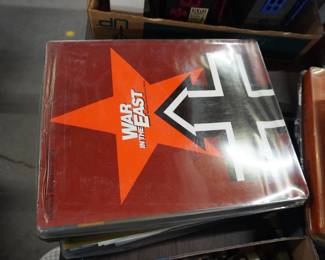 WAR
IN THE
EAST